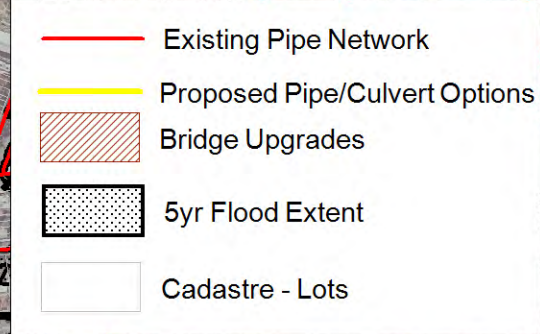 Existing Pipe Network
Proposed Pipe/Culvert Options
Bridge Upgrades
5yr Flood Extent
Cadastre - Lots